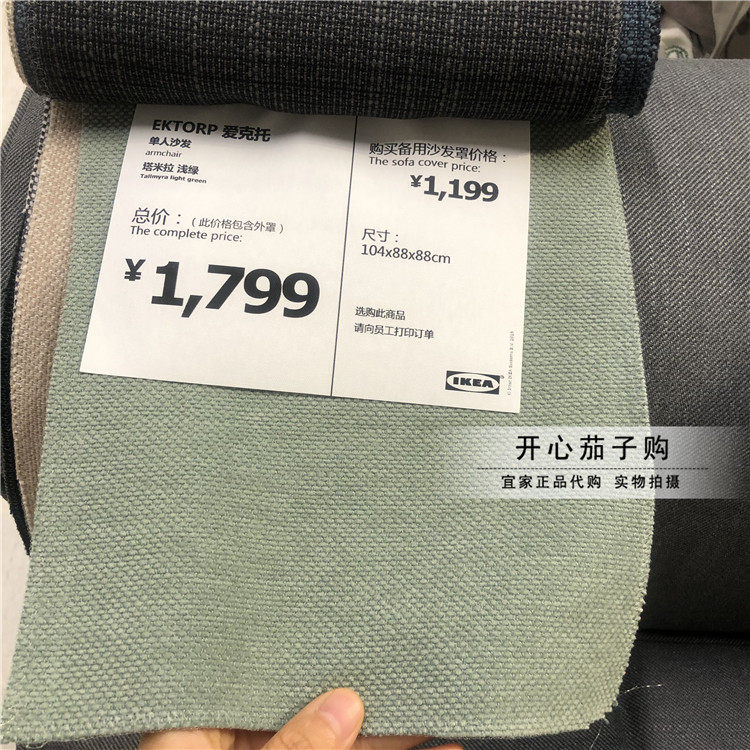 EKTORP 爱克托
单人沙发
armchair
塔米拉 浅绿
Tallmyra light green
总价：（此价格包含外罩）
The complete price:
¥1,799
购买备用沙发罩价格：
The sofa cover price:
¥1,199
尺寸：
104x88x88cm
选购此商品
请向员工打印订单
IKEA
开心茄子购
宜家正品代购 实物拍摄